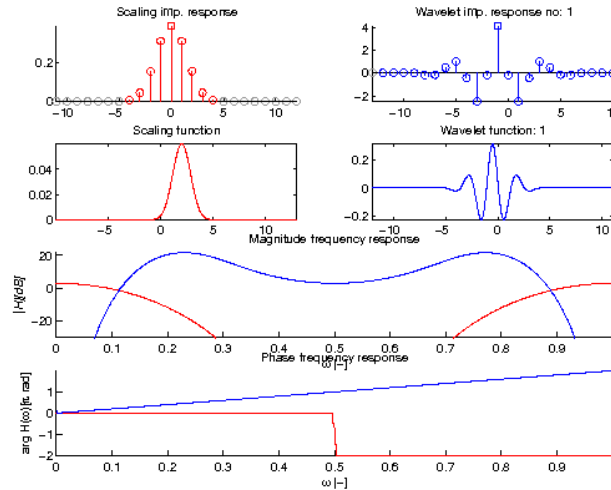 Scaling imp. response
Wavelet imp. response no: 1
0.2
0
-10 -5 0 5 10
4
2
0
-2
-10 -5 0 5 10
Scaling function
Wavelet function: 1
0.04
0.02
0
-5 0 5 10
0.2
0
-0.2
-10 -5 0 5 10
Magnitude frequency response
|H|[dB]
20
0
-20
0 0.1 0.2 0.3 0.4 0.5 0.6 0.7 0.8 0.9
ω [-]
Phase frequency response
arg H(ω)[π rad]
1
0
-1
-2
0 0.1 0.2 0.3 0.4 0.5 0.6 0.7 0.8 0.9
ω [-]